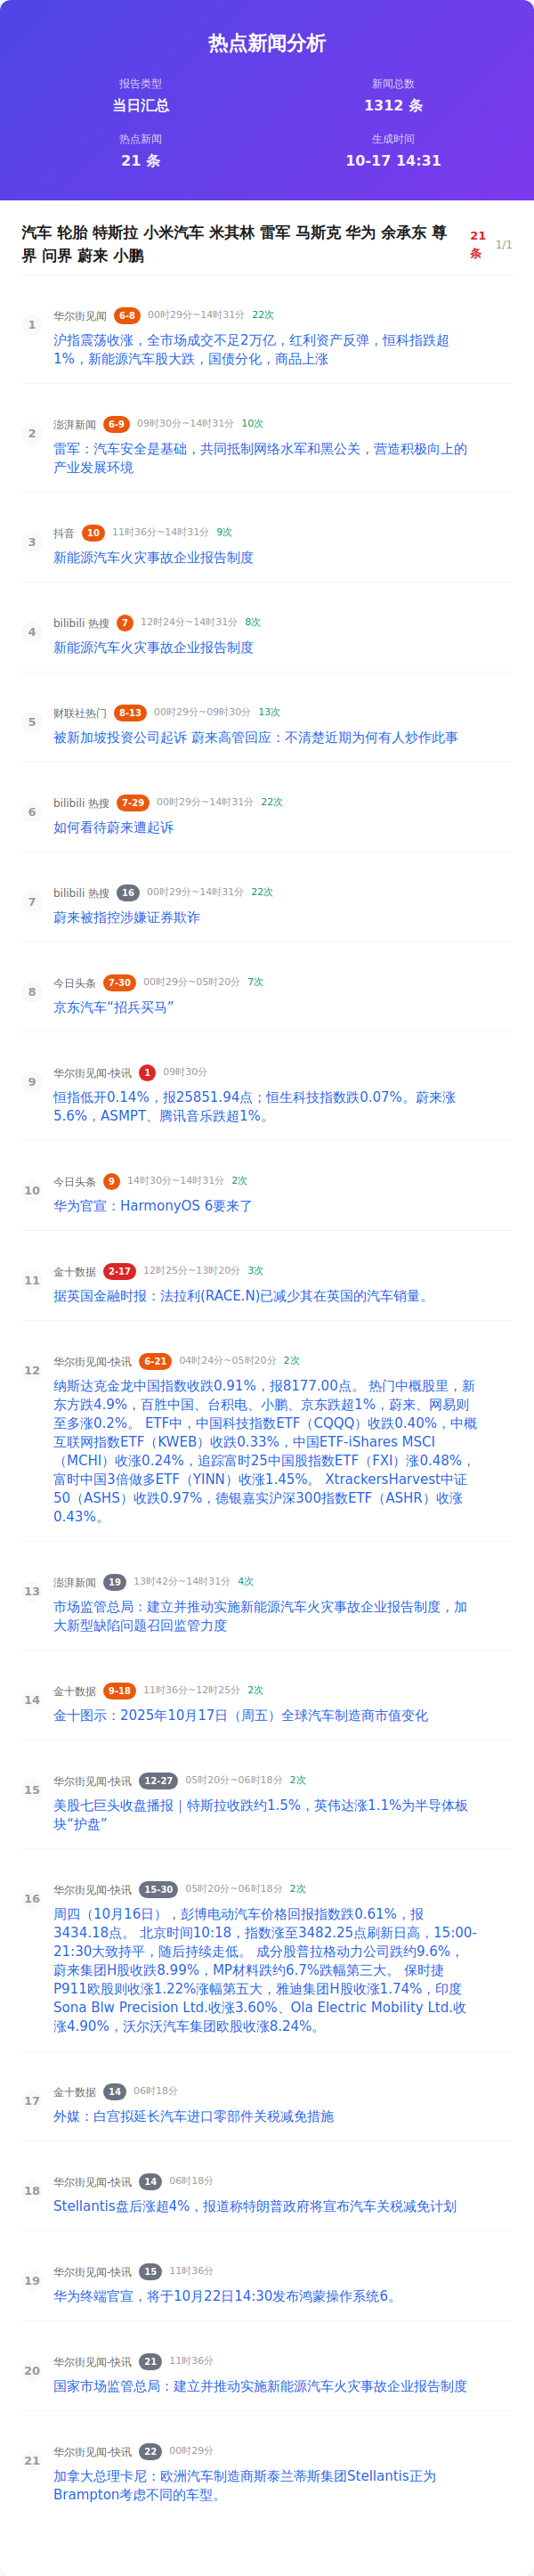 热点新闻分析
报告类型
当日汇总
新闻总数
1312 条
热点新闻
21 条
生成时间
10-17 14:31
汽车 轮胎 特斯拉 小米汽车 米其林 雷军 马斯克 华为 余承东 尊
界 问界 蔚来 小鹏
21
条
1/1
1
华尔街见闻 6-8 00时29分~14时31分 22次
沪指震荡收涨，全市场成交不足2万亿，红利资产反弹，恒科指跌超
1%，新能源汽车股大跌，国债分化，商品上涨
2
澎湃新闻 6-9 09时30分~14时31分 10次
雷军：汽车安全是基础，共同抵制网络水军和黑公关，营造积极向上的
产业发展环境
3
抖音 10 11时36分~14时31分 9次
新能源汽车火灾事故企业报告制度
4
bilibili 热搜 7 12时24分~14时31分 8次
新能源汽车火灾事故企业报告制度
5
财联社热门 8-13 00时29分~09时30分 13次
被新加坡投资公司起诉 蔚来高管回应：不清楚近期为何有人炒作此事
6
bilibili 热搜 7-29 00时29分~14时31分 22次
如何看待蔚来遭起诉
7
bilibili 热搜 16 00时29分~14时31分 22次
蔚来被指控涉嫌证券欺诈
8
今日头条 7-30 00时29分~05时20分 7次
京东汽车“招兵买马”
9
华尔街见闻-快讯 1 09时30分
恒指低开0.14%，报25851.94点；恒生科技指数跌0.07%。蔚来涨
5.6%，ASMPT、腾讯音乐跌超1%。
10
今日头条 9 14时30分~14时31分 2次
华为官宣：HarmonyOS 6要来了
11
金十数据 2-17 12时25分~13时20分 3次
据英国金融时报：法拉利(RACE.N)已减少其在英国的汽车销量。
12
华尔街见闻-快讯 6-21 04时24分~05时20分 2次
纳斯达克金龙中国指数收跌0.91%，报8177.00点。 热门中概股里，新
东方跌4.9%，百胜中国、台积电、小鹏、京东跌超1%，蔚来、网易则
至多涨0.2%。 ETF中，中国科技指数ETF（CQQQ）收跌0.40%，中概
互联网指数ETF（KWEB）收跌0.33%，中国ETF-iShares MSCI
（MCHI）收涨0.24%，追踪富时25中国股指数ETF（FXI）涨0.48%，
富时中国3倍做多ETF（YINN）收涨1.45%。 XtrackersHarvest中证
50（ASHS）收跌0.97%，德银嘉实沪深300指数ETF（ASHR）收涨
0.43%。
13
澎湃新闻 19 13时42分~14时31分 4次
市场监管总局：建立并推动实施新能源汽车火灾事故企业报告制度，加
大新型缺陷问题召回监管力度
14
金十数据 9-18 11时36分~12时25分 2次
金十图示：2025年10月17日（周五）全球汽车制造商市值变化
15
华尔街见闻-快讯 12-27 05时20分~06时18分 2次
美股七巨头收盘播报｜特斯拉收跌约1.5%，英伟达涨1.1%为半导体板
块“护盘”
16
华尔街见闻-快讯 15-30 05时20分~06时18分 2次
周四（10月16日），彭博电动汽车价格回报指数跌0.61%，报
3434.18点。 北京时间10:18，指数涨至3482.25点刷新日高，15:00-
21:30大致持平，随后持续走低。 成分股普拉格动力公司跌约9.6%，
蔚来集团H股收跌8.99%，MP材料跌约6.7%跌幅第三大。 保时捷
P911欧股则收涨1.22%涨幅第五大，雅迪集团H股收涨1.74%，印度
Sona Blw Precision Ltd.收涨3.60%、Ola Electric Mobility Ltd.收
涨4.90%，沃尔沃汽车集团欧股收涨8.24%。
17
金十数据 14 06时18分
外媒：白宫拟延长汽车进口零部件关税减免措施
18
华尔街见闻-快讯 14 06时18分
Stellantis盘后涨超4%，报道称特朗普政府将宣布汽车关税减免计划
19
华尔街见闻-快讯 15 11时36分
华为终端官宣，将于10月22日14:30发布鸿蒙操作系统6。
20
华尔街见闻-快讯 21 11时36分
国家市场监管总局：建立并推动实施新能源汽车火灾事故企业报告制度
21
华尔街见闻-快讯 22 00时29分
加拿大总理卡尼：欧洲汽车制造商斯泰兰蒂斯集团Stellantis正为
Brampton考虑不同的车型。